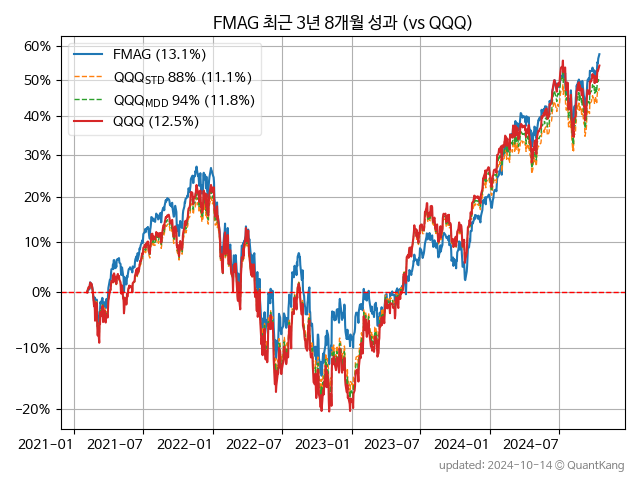 FMAG 최근 3년 8개월 성과 (vs QQQ)
FMAG (13.1%)
QQQSTD 88% (11.1%)
QQQMDD 94% (11.8%)
QQQ (12.5%)
60%
50%
40%
30%
20%
10%
0%
−10%
−20%
2021-01 2021-07 2022-01 2022-07 2023-01 2023-07 2024-01 2024-07
updated: 2024-10-14 © QuantKang